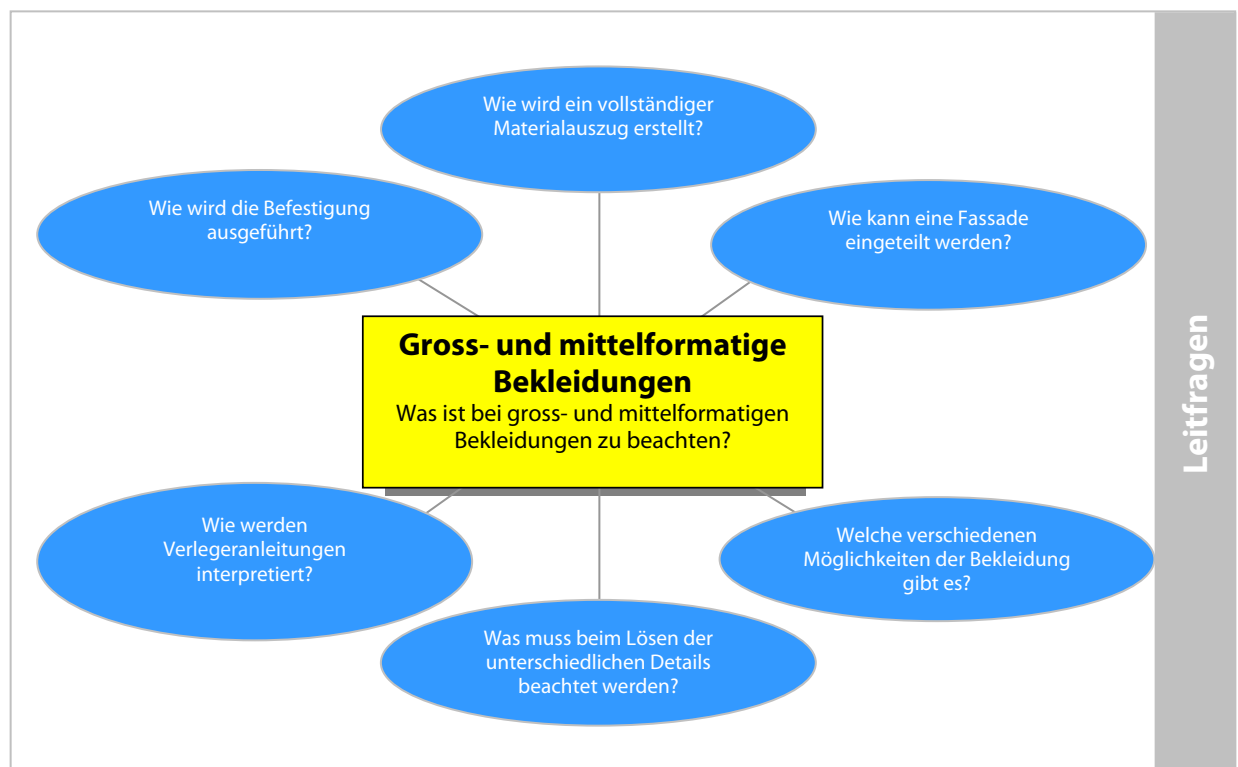 Wie wird ein vollständiger
Materialauszug erstellt?
Wie wird die Befestigung
ausgeführt?
Wie kann eine Fassade
eingeteilt werden?
Gross- und mittelformatige
Bekleidungen
Was ist bei gross- und mittelformatigen
Bekleidungen zu beachten?
Wie werden
Verlegeranleitungen
interpretiert?
Welche verschiedenen
Möglichkeiten der Bekleidung
gibt es?
Was muss beim Lösen der
unterschiedlichen Details
beachtet werden?
Leitfragen